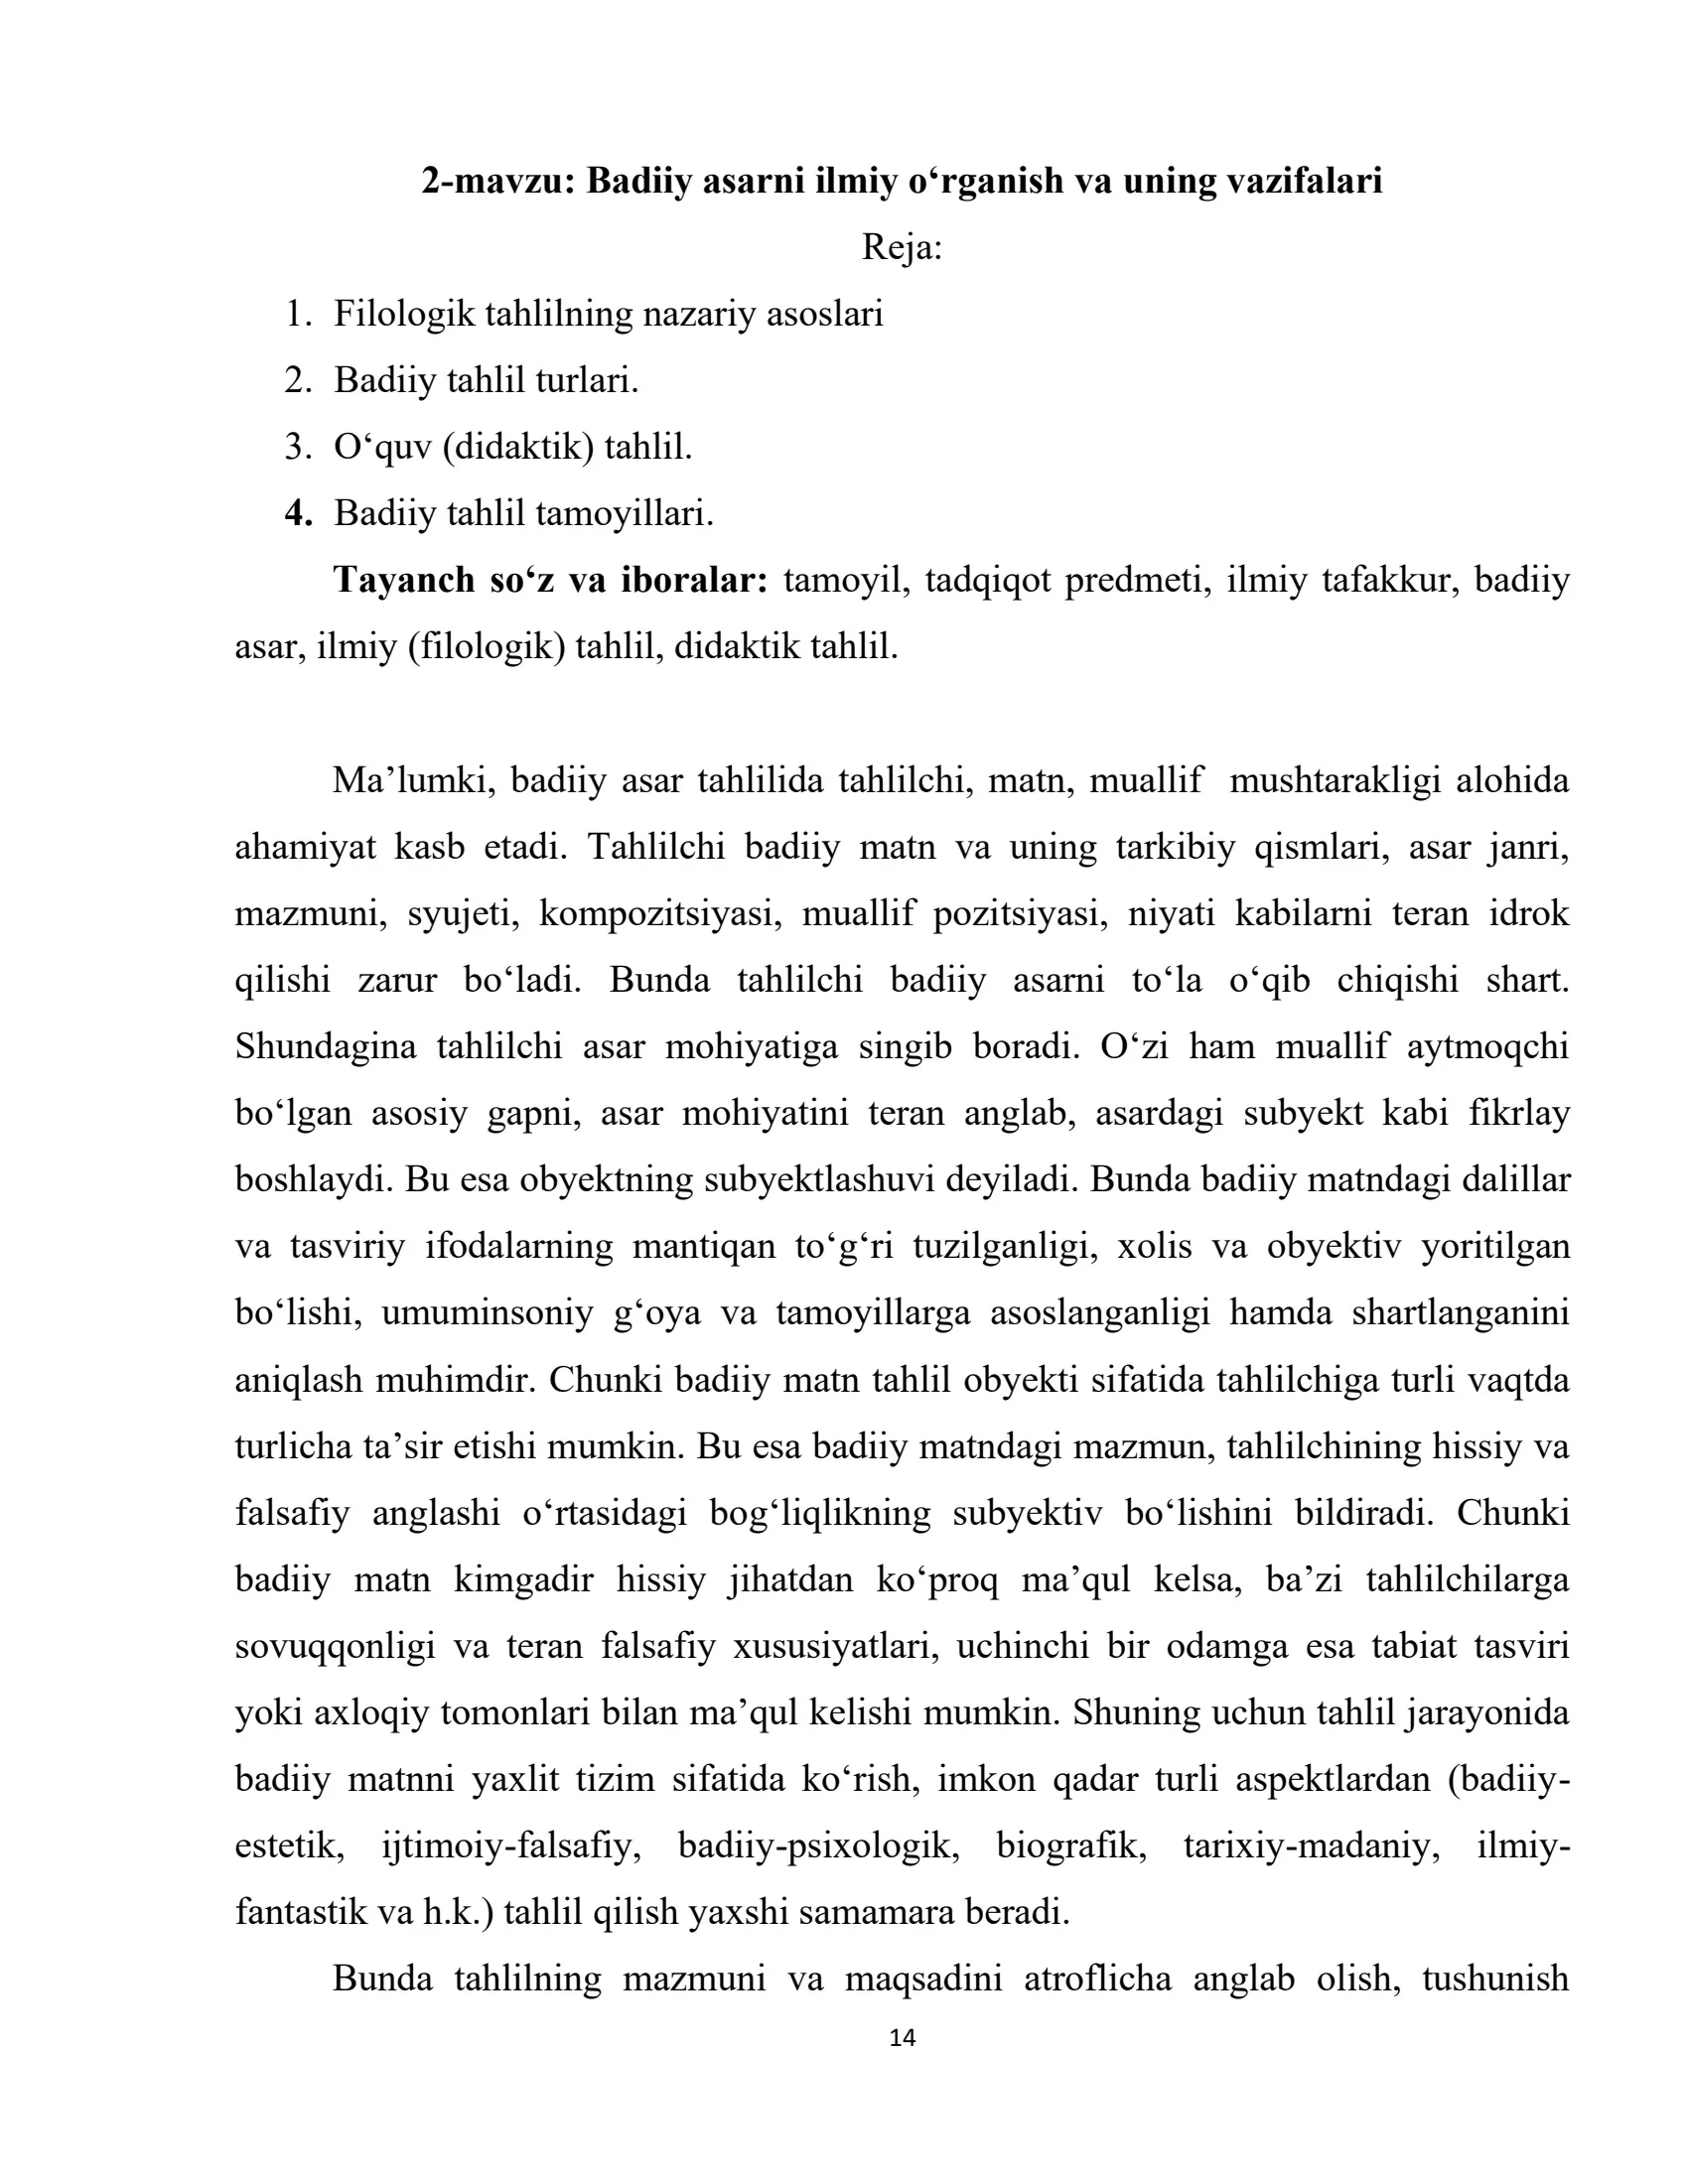 2-mavzu: Badiiy asarni ilmiy o‘rganish va uning vazifalari
Reja:
1. Filologik tahlilning nazariy asoslari
2. Badiiy tahlil turlari.
3. O‘quv (didaktik) tahlil.
4. Badiiy tahlil tamoyillari.
Tayanch so‘z va iboralar: tamoyil, tadqiqot predmeti, ilmiy tafakkur, badiiy
asar, ilmiy (filologik) tahlil, didaktik tahlil.
Ma’lumki, badiiy asar tahlilida tahlilchi, matn, muallif mushtarakligi alohida
ahamiyat kasb etadi. Tahlilchi badiiy matn va uning tarkibiy qismlari, asar janri,
mazmuni, syujeti, kompozitsiyasi, muallif pozitsiyasi, niyati kabilarni teran idrok
qilishi zarur bo‘ladi. Bunda tahlilchi badiiy asarni to‘la o‘qib chiqishi shart.
Shundagina tahlilchi asar mohiyatiga singib boradi. O‘zi ham muallif aytmoqchi
bo‘lgan asosiy gapni, asar mohiyatini teran anglab, asardagi subyekt kabi fikrlay
boshlaydi. Bu esa obyektning subyektlashuvi deyiladi. Bunda badiiy matndagi dalillar
va tasviriy ifodalarning mantiqan to‘g‘ri tuzilganligi, xolis va obyektiv yoritilgan
bo‘lishi, umuminsoniy g‘oya va tamoyillarga asoslanganligi hamda shartlanganini
aniqlash muhimdir. Chunki badiiy matn tahlil obyekti sifatida tahlilchiga turli vaqtda
turlicha ta’sir etishi mumkin. Bu esa badiiy matndagi mazmun, tahlilchining hissiy va
falsafiy anglashi o‘rtasidagi bog‘liqlikning subyektiv bo‘lishini bildiradi. Chunki
badiiy matn kimgadir hissiy jihatdan ko‘proq ma’qul kelsa, ba’zi tahlilchilarga
sovuqqonligi va teran falsafiy xususiyatlari, uchinchi bir odamga esa tabiat tasviri
yoki axloqiy tomonlari bilan ma’qul kelishi mumkin. Shuning uchun tahlil jarayonida
badiiy matnni yaxlit tizim sifatida ko‘rish, imkon qadar turli aspektlardan (badiiy-
estetik, ijtimoiy-falsafiy, badiiy-psixologik, biografik, tarixiy-madaniy, ilmiy-
fantastik va h.k.) tahlil qilish yaxshi samamara beradi.
Bunda tahlilning mazmuni va maqsadini atroflicha anglab olish, tushunish
14